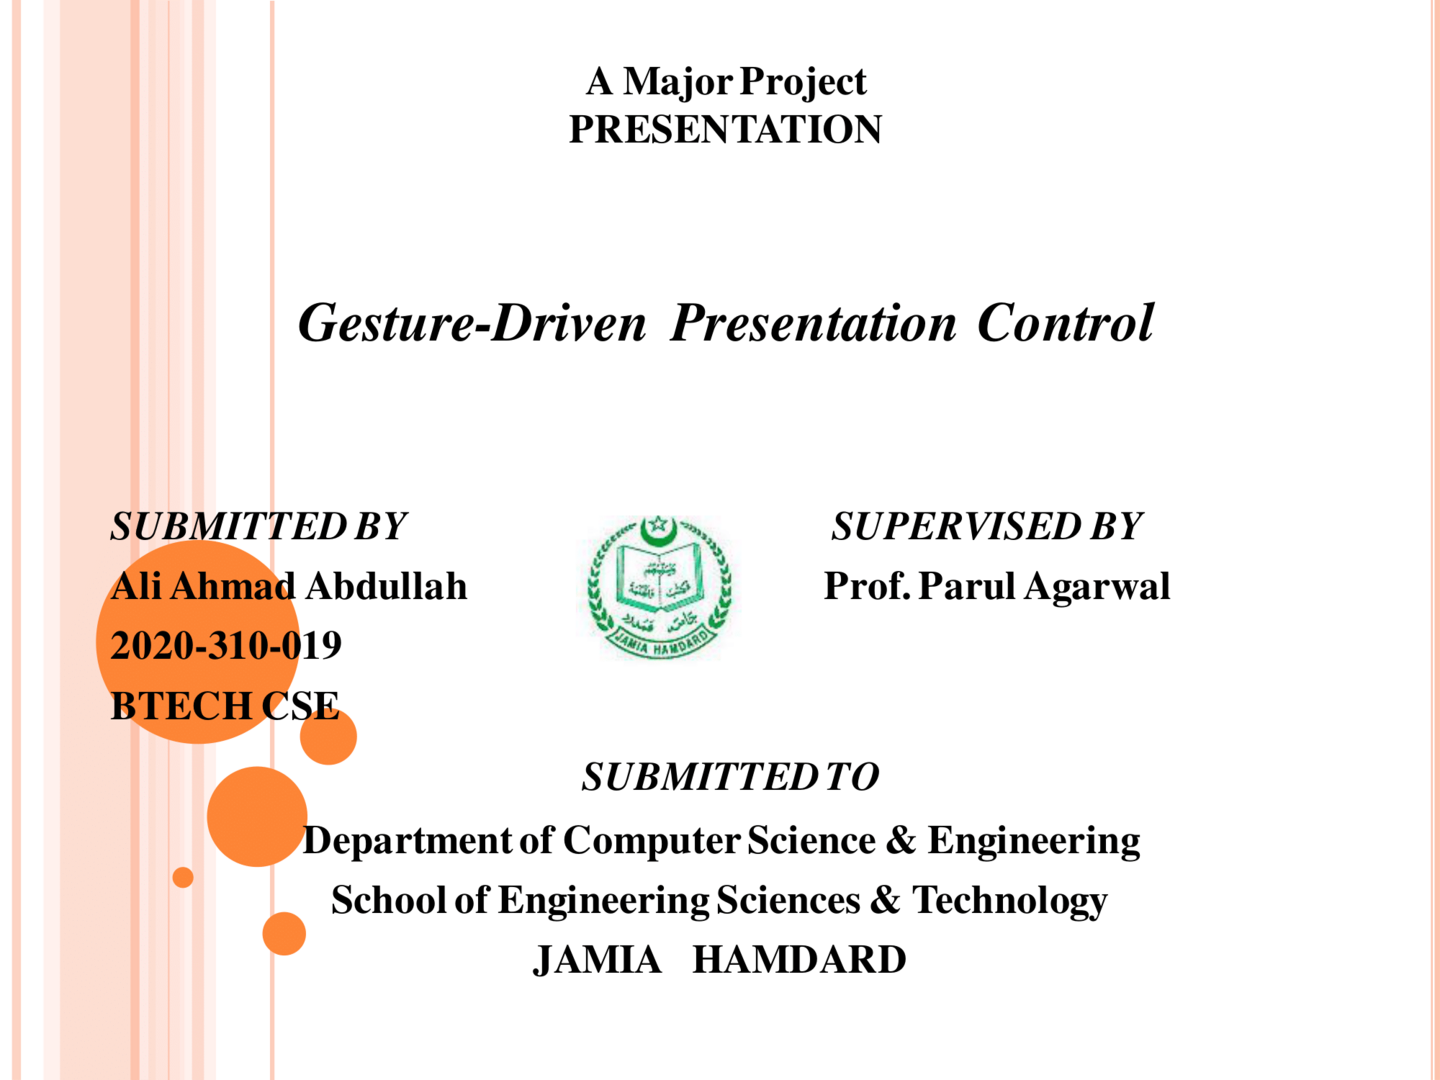 A Major Project
PRESENTATION
Gesture-Driven Presentation Control
SUBMITTED BY
Ali Ahmad Abdullah
2020-310-019
BTECH CSE
JAMIA HAMDARD
SUPERVISED BY
Prof. Parul Agarwal
SUBMITTED TO
Department of Computer Science & Engineering
School of Engineering Sciences & Technology
JAMIA HAMDARD